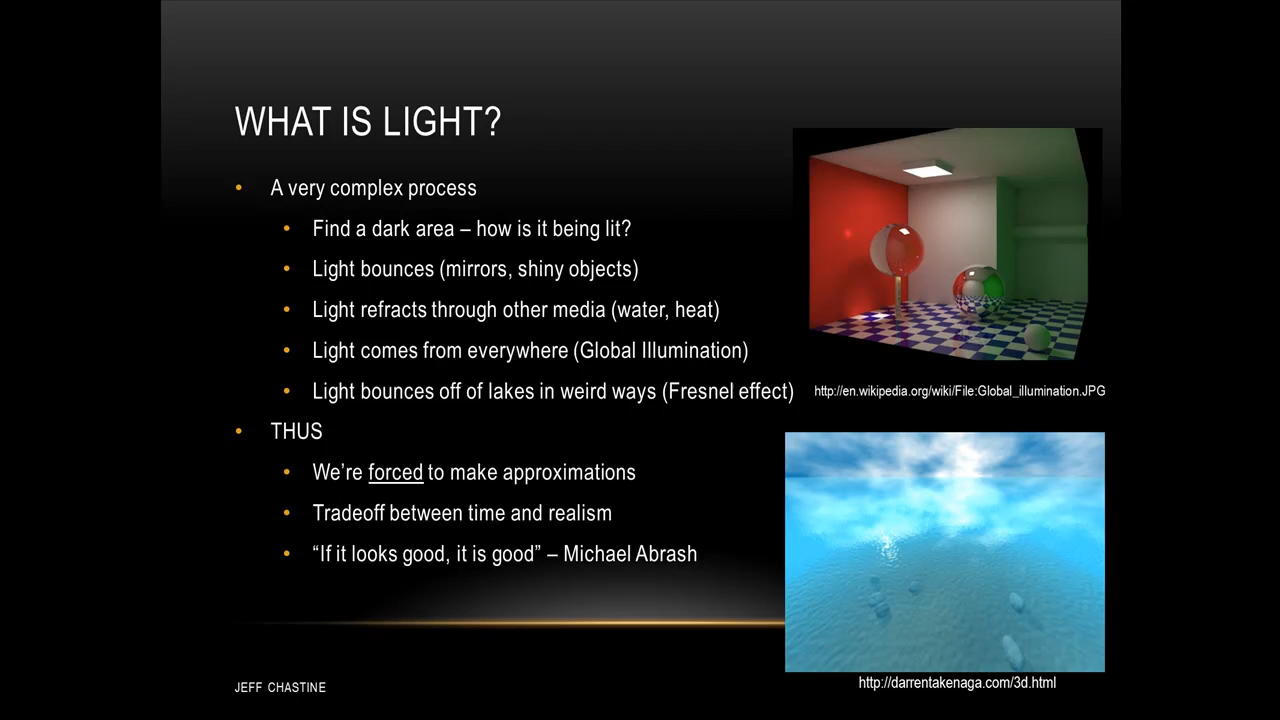 WHAT IS LIGHT?
• A very complex process
• Find a dark area – how is it being lit?
• Light bounces (mirrors, shiny objects)
• Light refracts through other media (water, heat)
• Light comes from everywhere (Global Illumination)
• Light bounces off of lakes in weird ways (Fresnel effect)
• THUS
• We’re forced to make approximations
• Tradeoff between time and realism
• “If it looks good, it is good” – Michael Abrash
http://en.wikipedia.org/wiki/File:Global_illumination.JPG
http://darrentakenaga.com/3d.html
JEFF CHASTINE